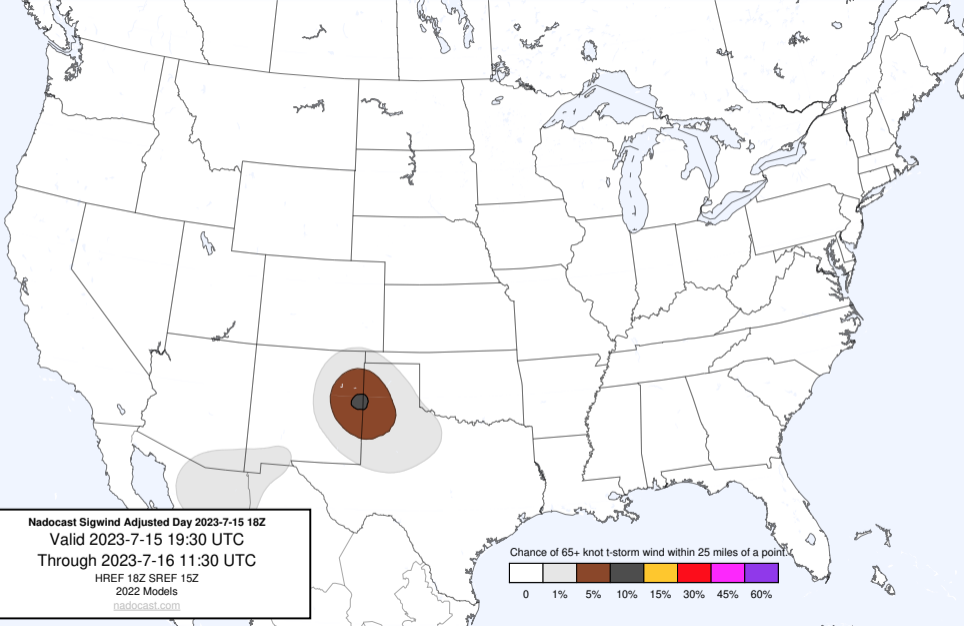 Nadocast Sigwind Adjusted Day 2023-7-15 18Z
Valid 2023-7-15 19:30 UTC
Through 2023-7-16 11:30 UTC
HREF 18Z SREF 15Z
2022 Models
nadocast.com
Chance of 65+ knot t-storm wind within 25 miles of a point.
0 1% 5% 10% 15% 30% 45% 60%